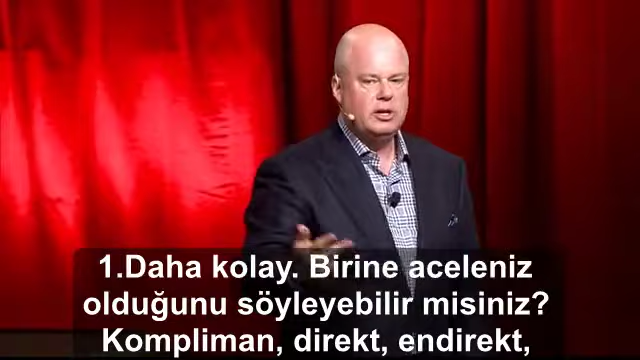 1.Daha kolay. Birine aceleniz
olduğunu söyleyebilir misiniz?
Kompliman, direkt, endirekt,